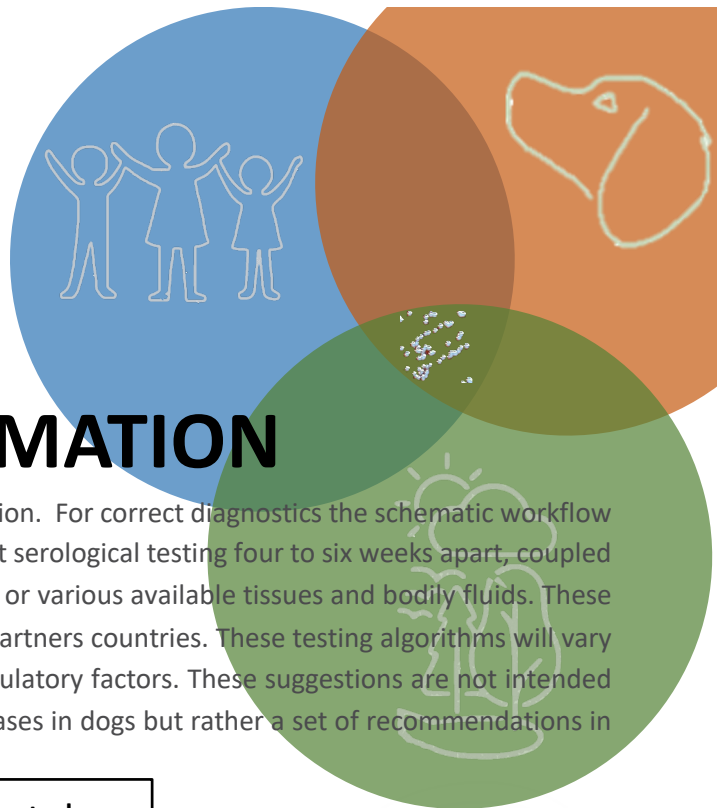 MATION
ion. For correct diagnostics the schematic workflow
t serological testing four to six weeks apart, coupled
or various available tissues and bodily fluids. These
artners countries. These testing algorithms will vary
ulatory factors. These suggestions are not intended
ases in dogs but rather a set of recommendations in